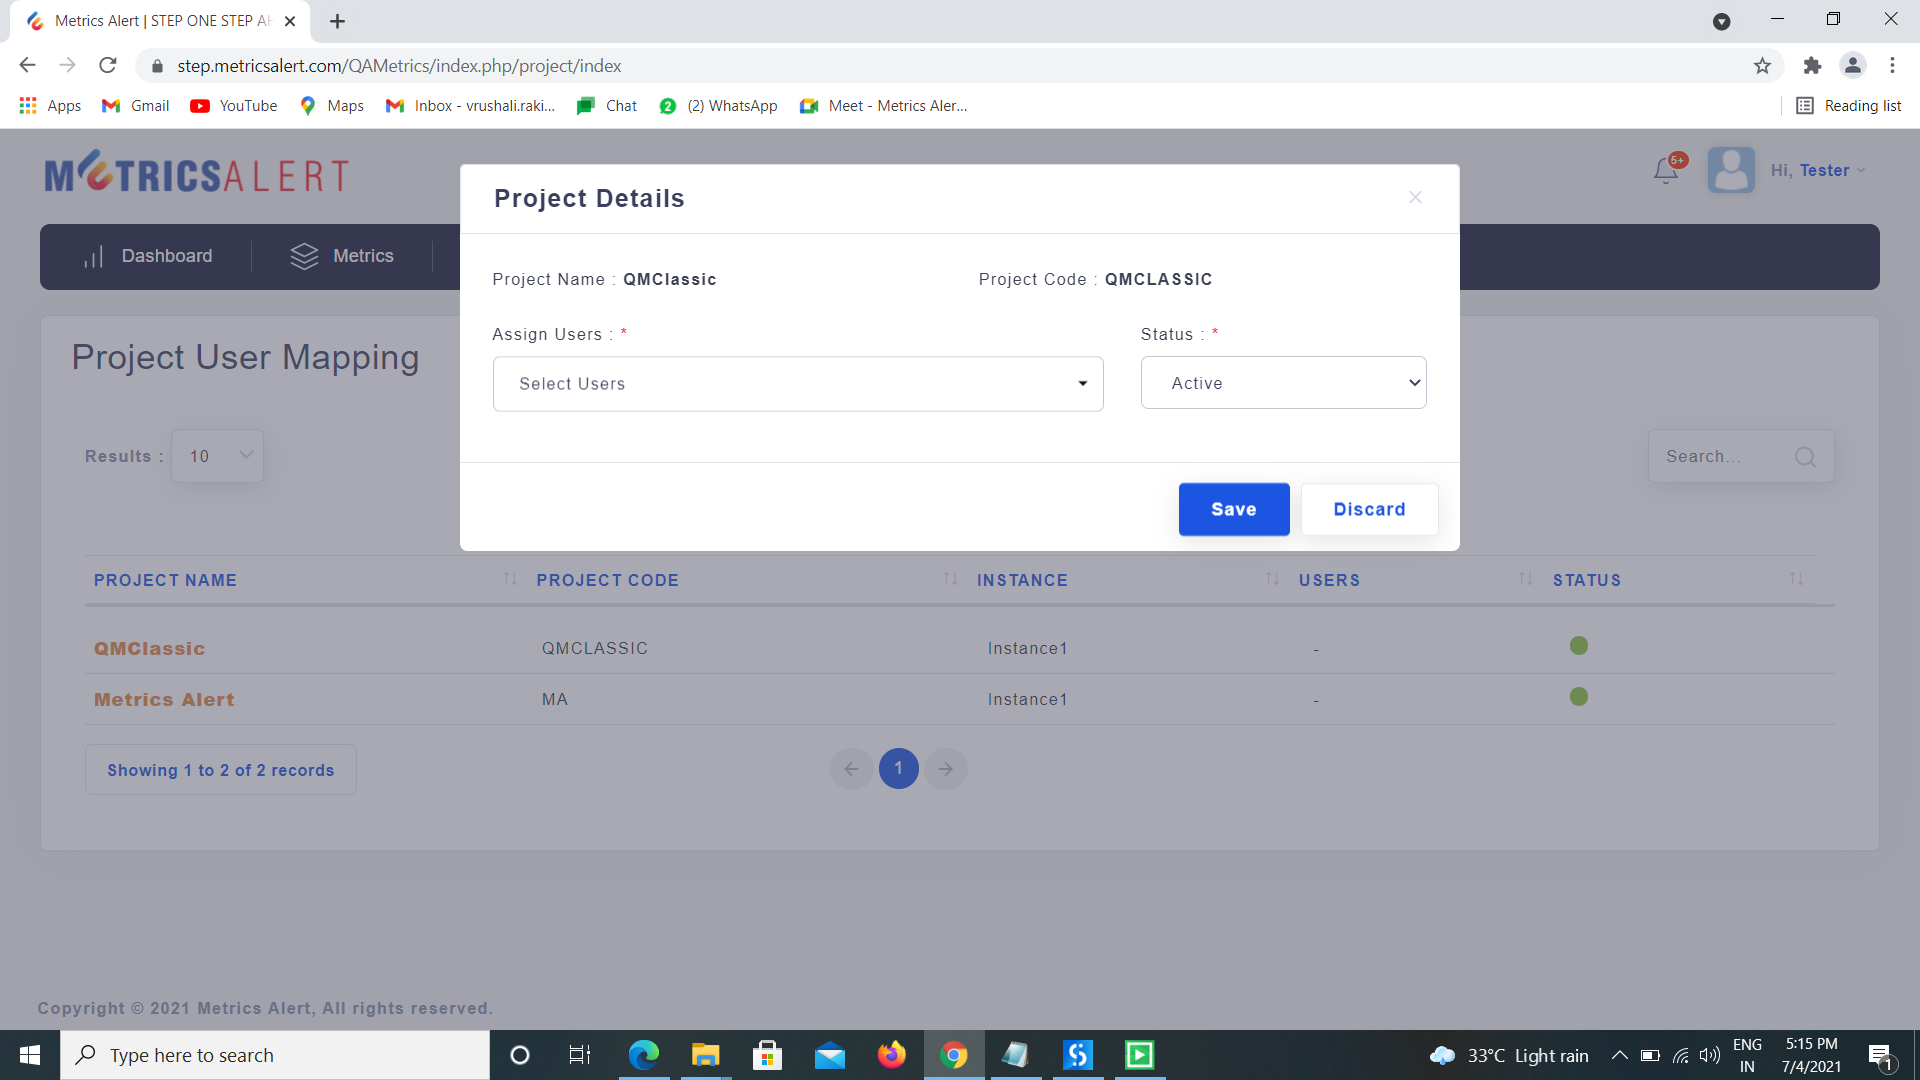 Metrics Alert | STEP ONE STEP AH
step.metricsalert.com/QAMetrics/index.php/project/index
Apps Gmail YouTube Maps Inbox - vrushali.raki... Chat 2 (2) WhatsApp Meet - Metrics Aler... Reading list
METRICSALERT
5+
Hi, Tester
Dashboard Metrics
Project Details
Project Name : QMClassic Project Code : QMCLASSIC
Assign Users : * Status : *
Select Users Active
Save Discard
Project User Mapping
Results : 10 Search...
PROJECT NAME PROJECT CODE INSTANCE USERS STATUS
QMClassic QMCLASSIC Instance1 -
Metrics Alert MA Instance1 -
Showing 1 to 2 of 2 records 1
Copyright © 2021 Metrics Alert, All rights reserved.
Type here to search
33°C Light rain
ENG
IN
5:15 PM
7/4/2021
1